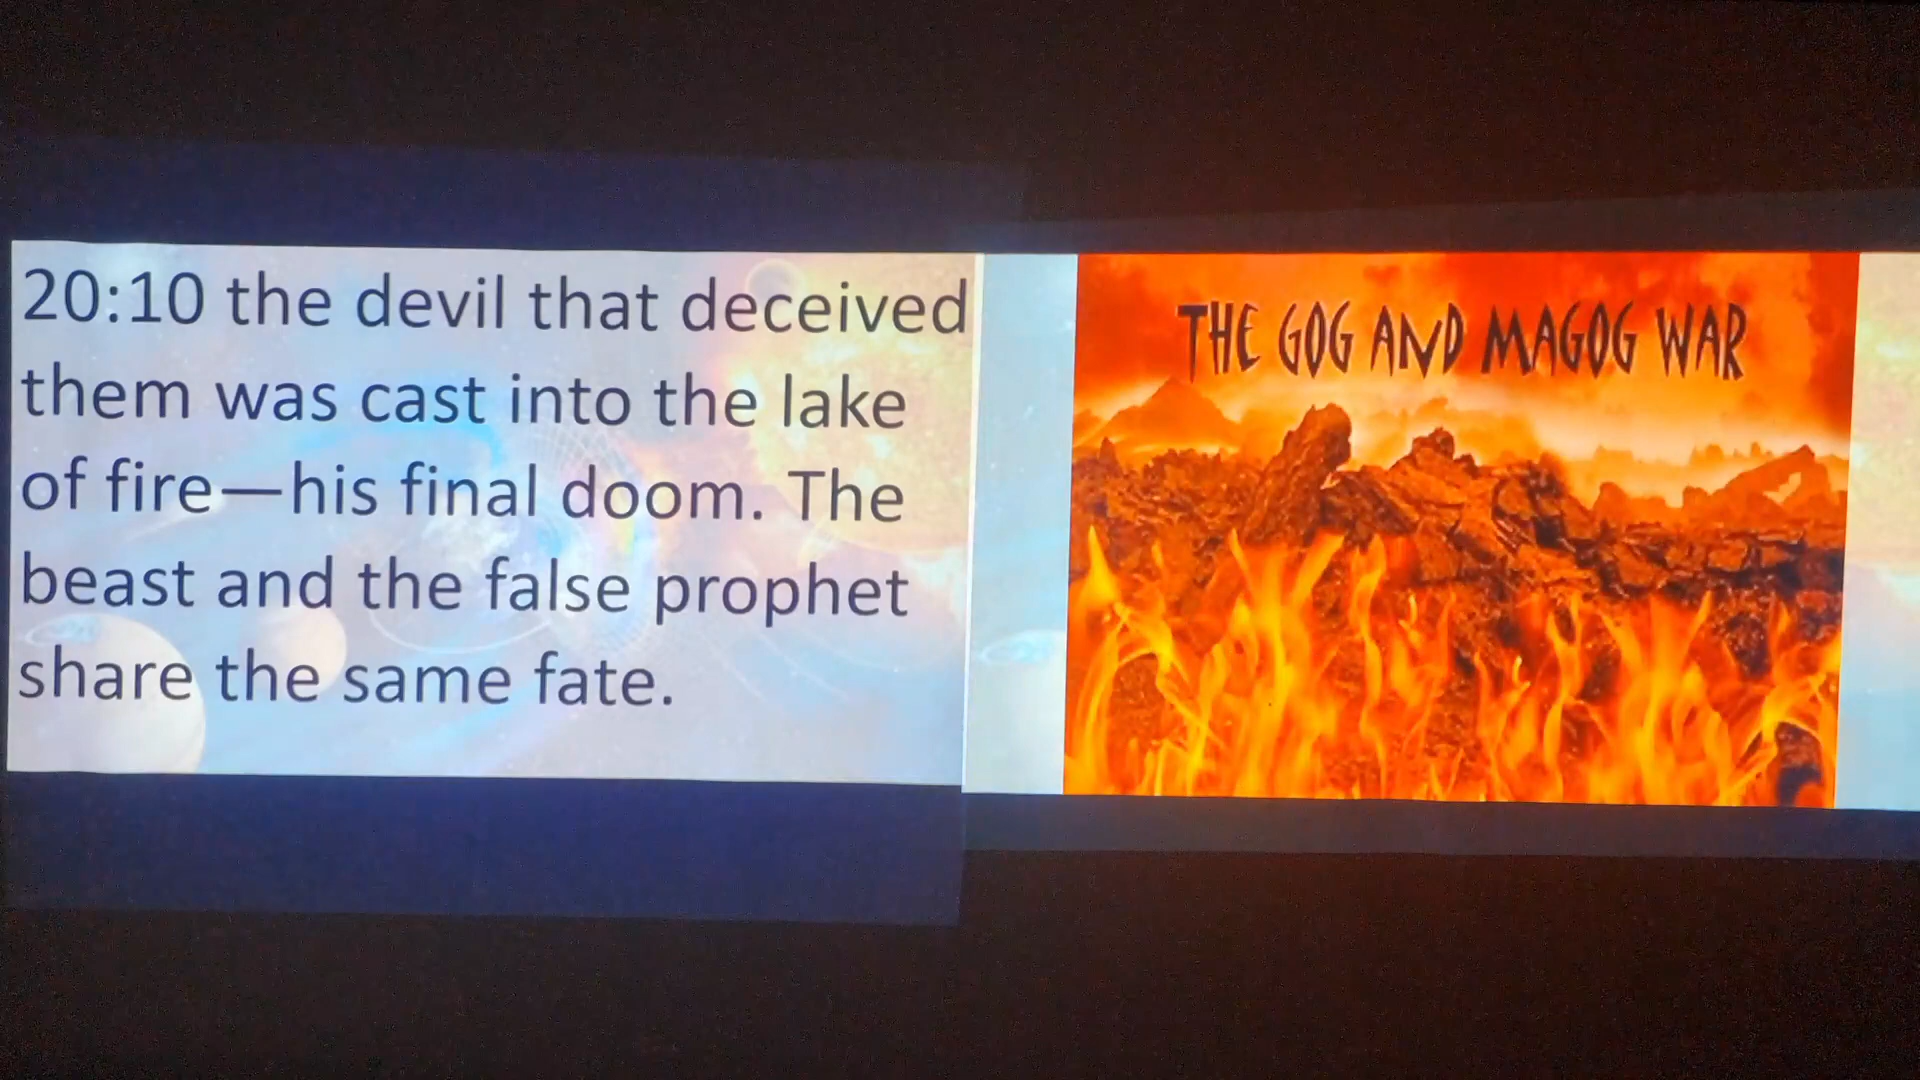 20:10 the devil that deceived
them was cast into the lake
of fire—his final doom. The
beast and the false prophet
share the same fate.
THE GOG AND MAGOG WAR